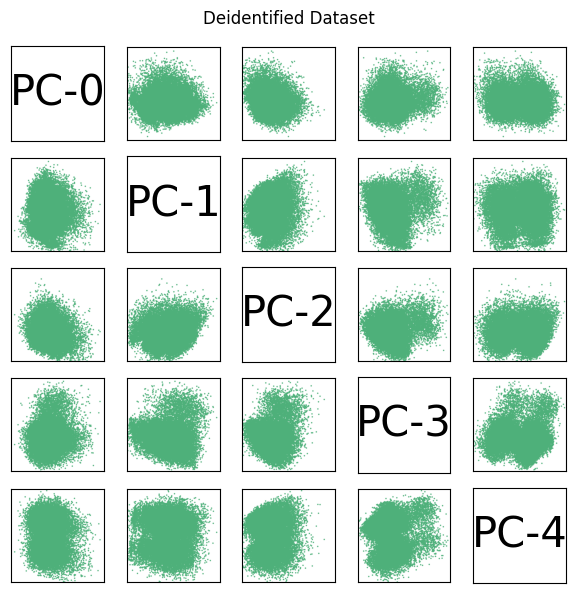 Deidentified Dataset
PC-0
PC-1
PC-2
PC-3
PC-4